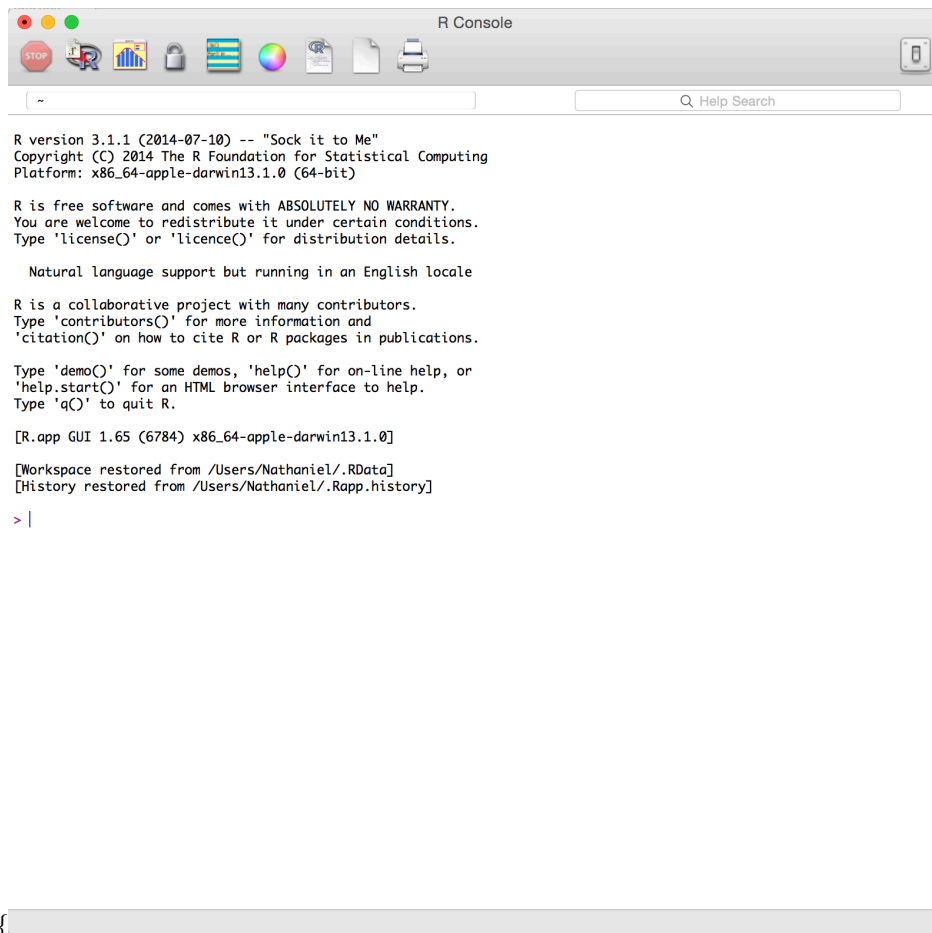 R Console
STOP
~
Help Search
R version 3.1.1 (2014-07-10) -- "Sock it to Me"
Copyright (C) 2014 The R Foundation for Statistical Computing
Platform: x86_64-apple-darwin13.1.0 (64-bit)
R is free software and comes with ABSOLUTELY NO WARRANTY.
You are welcome to redistribute it under certain conditions.
Type 'license()' or 'licence()' for distribution details.
Natural language support but running in an English locale
R is a collaborative project with many contributors.
Type 'contributors()' for more information and
'citation()' on how to cite R or R packages in publications.
Type 'demo()' for some demos, 'help()' for on-line help, or
'help.start()' for an HTML browser interface to help.
Type 'q()' to quit R.
[R.app GUI 1.65 (6784) x86_64-apple-darwin13.1.0]
[Workspace restored from /Users/Nathaniel/.RData]
[History restored from /Users/Nathaniel/.Rapp.history]
>
{